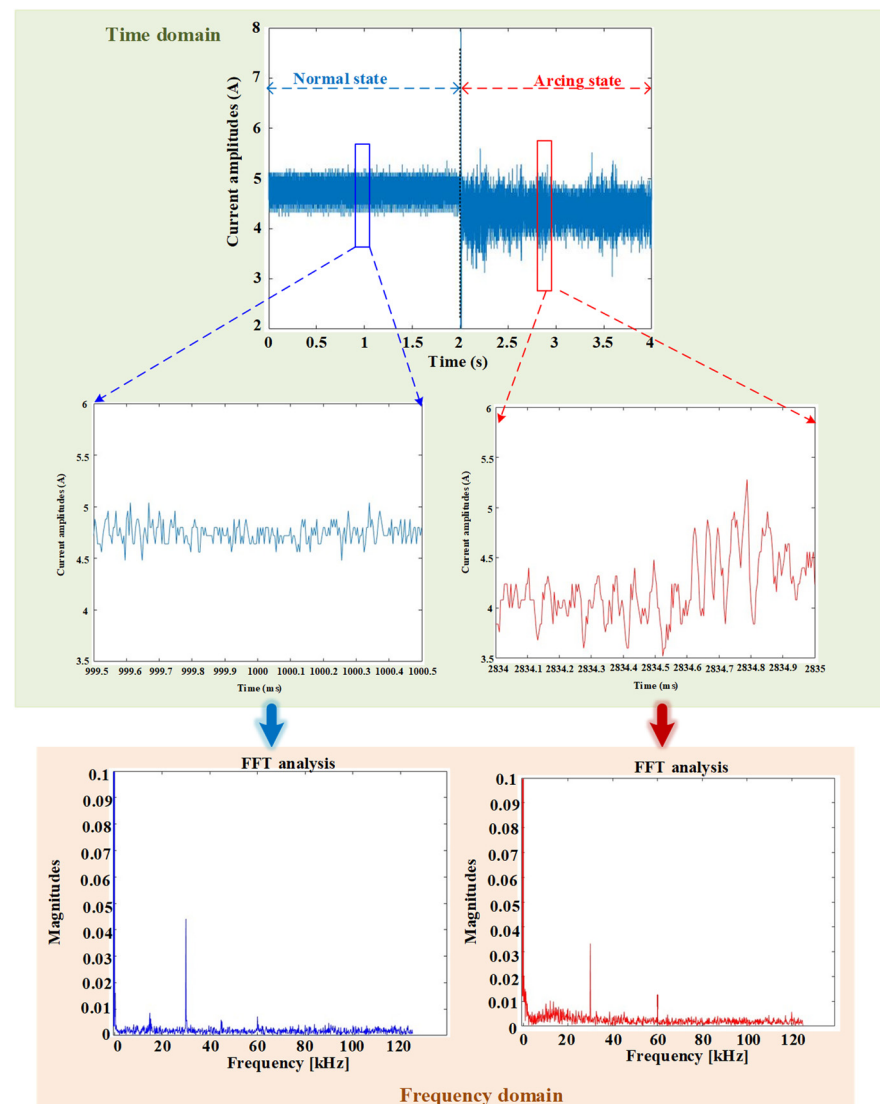 Time domain
8
7
6
5
4
3
2
Current amplitudes (A)
Normal state
Arcing state
0 0.5 1 1.5 2 2.5 3 3.5 4
Time (s)
6
5.5
5
4.5
4
3.5
Current amplitudes (A)
999.5 999.6 999.7 999.8 999.9 1000 1000.1 1000.2 1000.3 1000.4 1000.5
Time (ms)
6
5.5
5
4.5
4
3.5
Current amplitudes (A)
2834 2834.1 2834.2 2834.3 2834.4 2834.5 2834.6 2834.7 2834.8 2834.9 2835
Time (ms)
FFT analysis
0.1
0.09
0.08
0.07
0.06
0.05
0.04
0.03
0.02
0.01
0
Magnitudes
0 20 40 60 80 100 120
Frequency [kHz]
FFT analysis
0.1
0.09
0.08
0.07
0.06
0.05
0.04
0.03
0.02
0.01
0
Magnitudes
0 20 40 60 80 100 120
Frequency [kHz]
Frequency domain